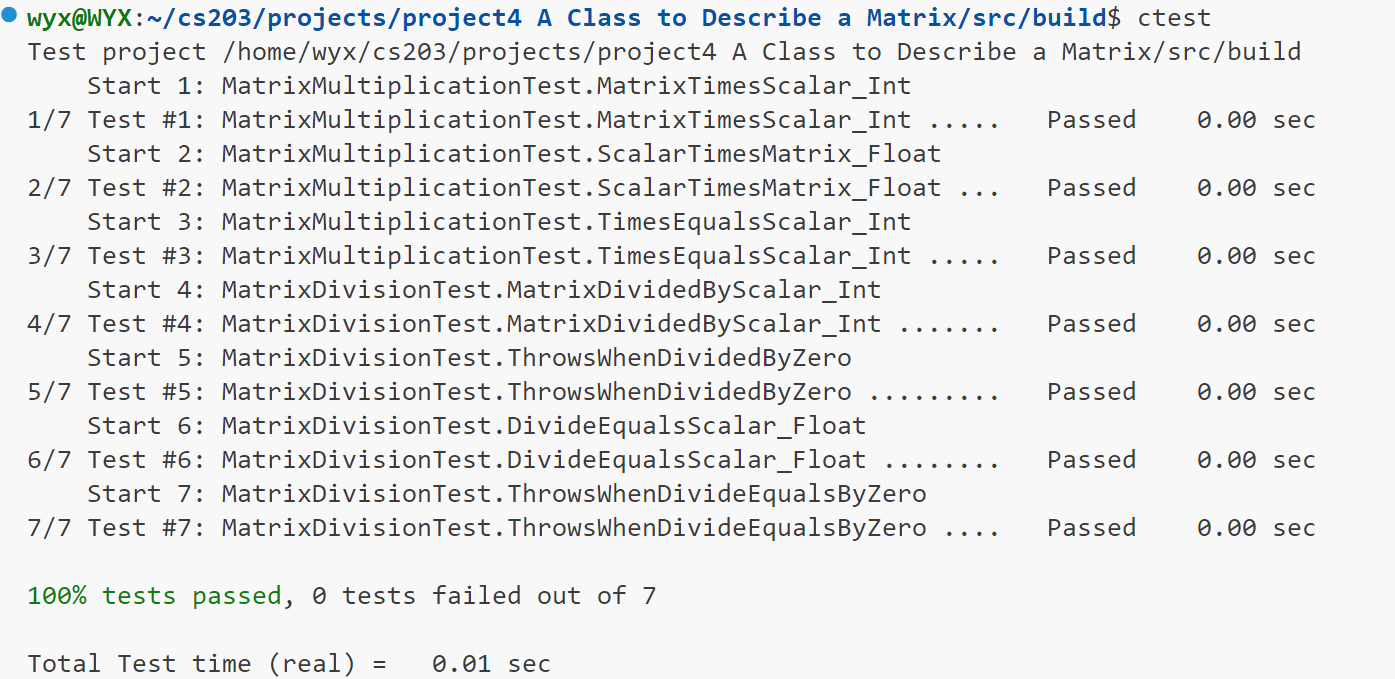 wyx@WYX:~/cs203/projects/project4 A Class to Describe a Matrix/src/build$ ctest
Test project /home/wyx/cs203/projects/project4 A Class to Describe a Matrix/src/build
    Start 1: MatrixMultiplicationTest.MatrixTimesScalar_Int
1/7 Test #1: MatrixMultiplicationTest.MatrixTimesScalar_Int .....   Passed    0.00 sec
    Start 2: MatrixMultiplicationTest.ScalarTimesMatrix_Float
2/7 Test #2: MatrixMultiplicationTest.ScalarTimesMatrix_Float ...   Passed    0.00 sec
    Start 3: MatrixMultiplicationTest.TimesEqualsScalar_Int
3/7 Test #3: MatrixMultiplicationTest.TimesEqualsScalar_Int .....   Passed    0.00 sec
    Start 4: MatrixDivisionTest.MatrixDividedByScalar_Int
4/7 Test #4: MatrixDivisionTest.MatrixDividedByScalar_Int .......   Passed    0.00 sec
    Start 5: MatrixDivisionTest.ThrowsWhenDividedByZero
5/7 Test #5: MatrixDivisionTest.ThrowsWhenDividedByZero .........   Passed    0.00 sec
    Start 6: MatrixDivisionTest.DivideEqualsScalar_Float
6/7 Test #6: MatrixDivisionTest.DivideEqualsScalar_Float ........   Passed    0.00 sec
    Start 7: MatrixDivisionTest.ThrowsWhenDivideEqualsByZero
7/7 Test #7: MatrixDivisionTest.ThrowsWhenDivideEqualsByZero ....   Passed    0.00 sec

100% tests passed, 0 tests failed out of 7

Total Test time (real) =   0.01 sec